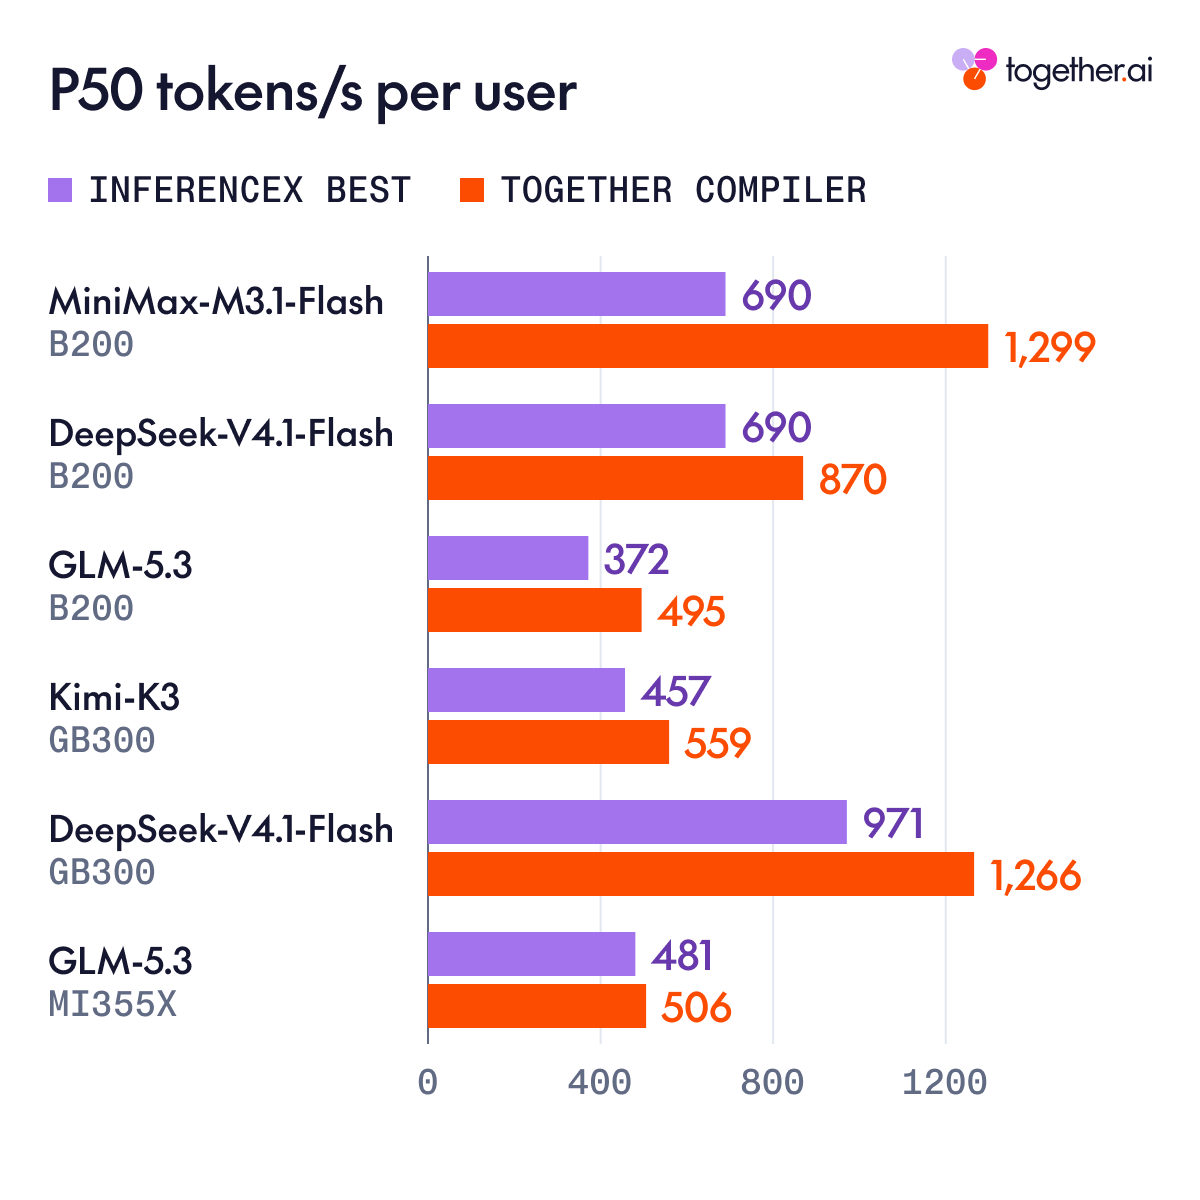 P50 tokens/s per user
together.ai
INFERENCEX BEST
TOGETHER COMPILER
MiniMax-M3.1-Flash
B200
690
1,299
DeepSeek-V4.1-Flash
B200
690
870
GLM-5.3
B200
372
495
Kimi-K3
GB300
457
559
DeepSeek-V4.1-Flash
GB300
971
1,266
GLM-5.3
MI355X
481
506
0 400 800 1200